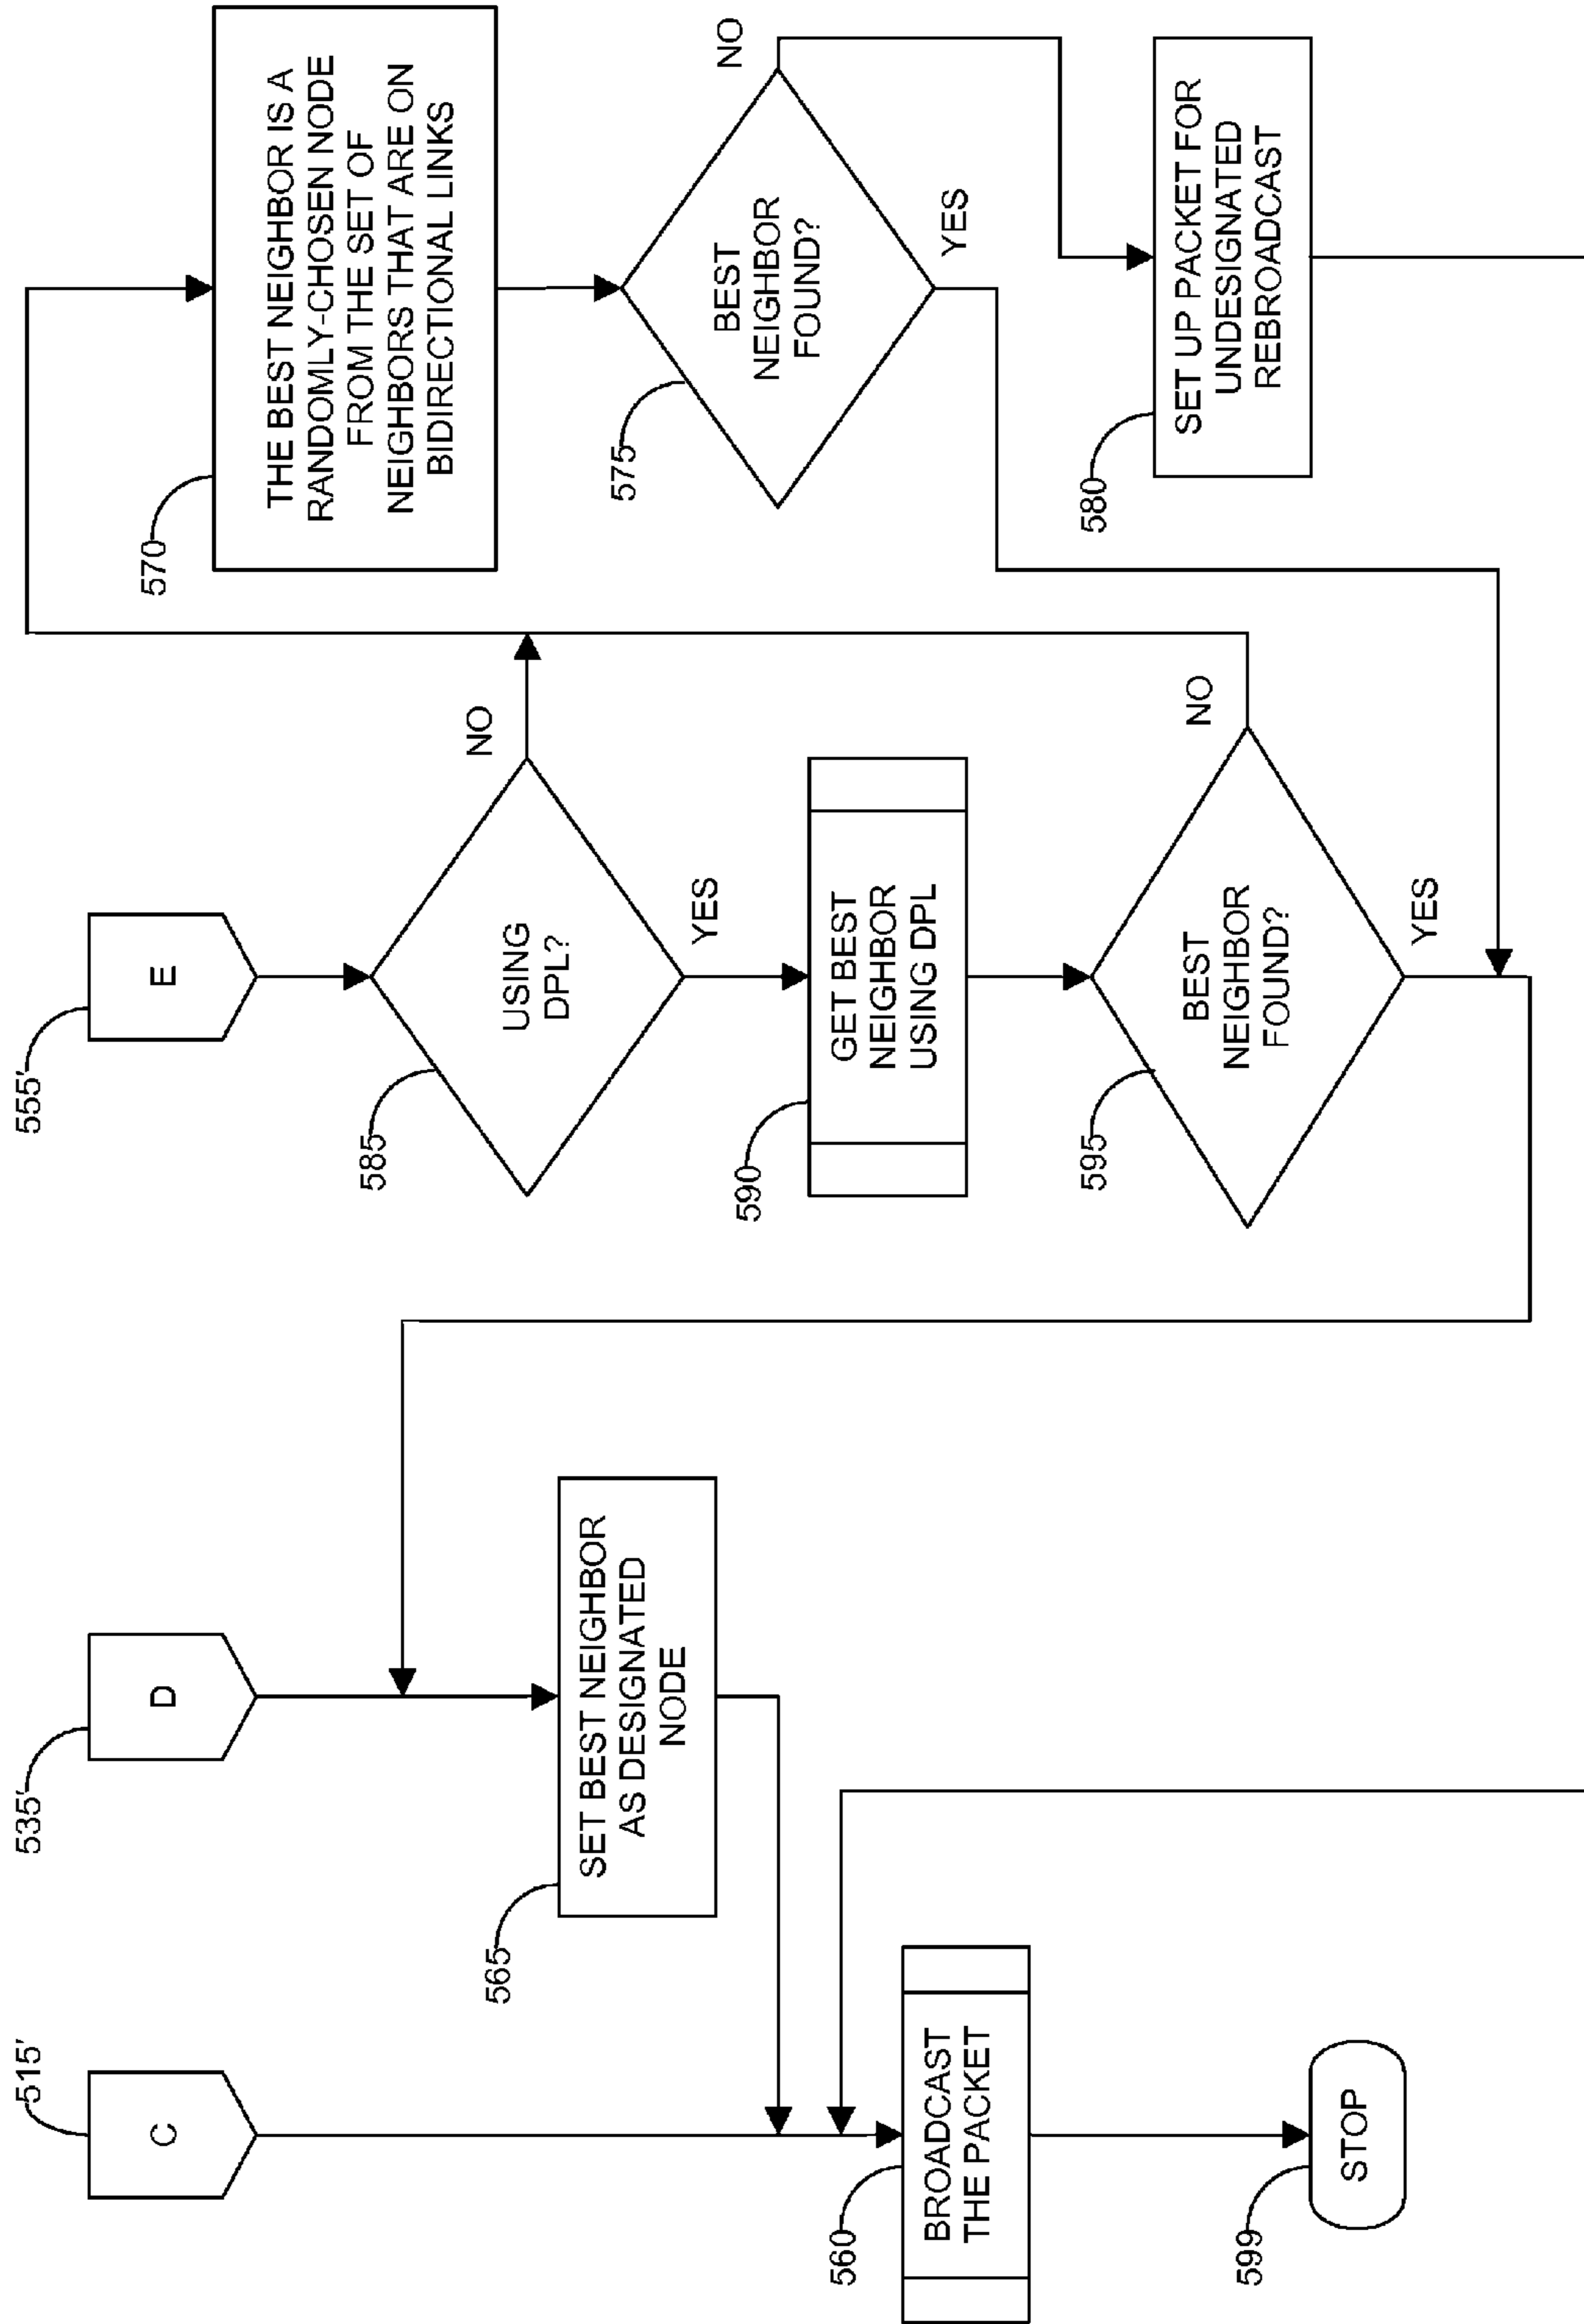 515'
C
560
BROADCAST
THE PACKET
599
STOP
535'
D
565
SET BEST NEIGHBOR
AS DESIGNATED
NODE
555'
E
585
USING
DPL?
NO
YES
590
GET BEST
NEIGHBOR
USING DPL
595
BEST
NEIGHBOR
FOUND?
NO
YES
570
THE BEST NEIGHBOR IS A
RANDOMLY-CHOSEN NODE
FROM THE SET OF
NEIGHBORS THAT ARE ON
BIDIRECTIONAL LINKS
575
BEST
NEIGHBOR
FOUND?
NO
YES
580
SET UP PACKET FOR
UNDESIGNATED
REBROADCAST